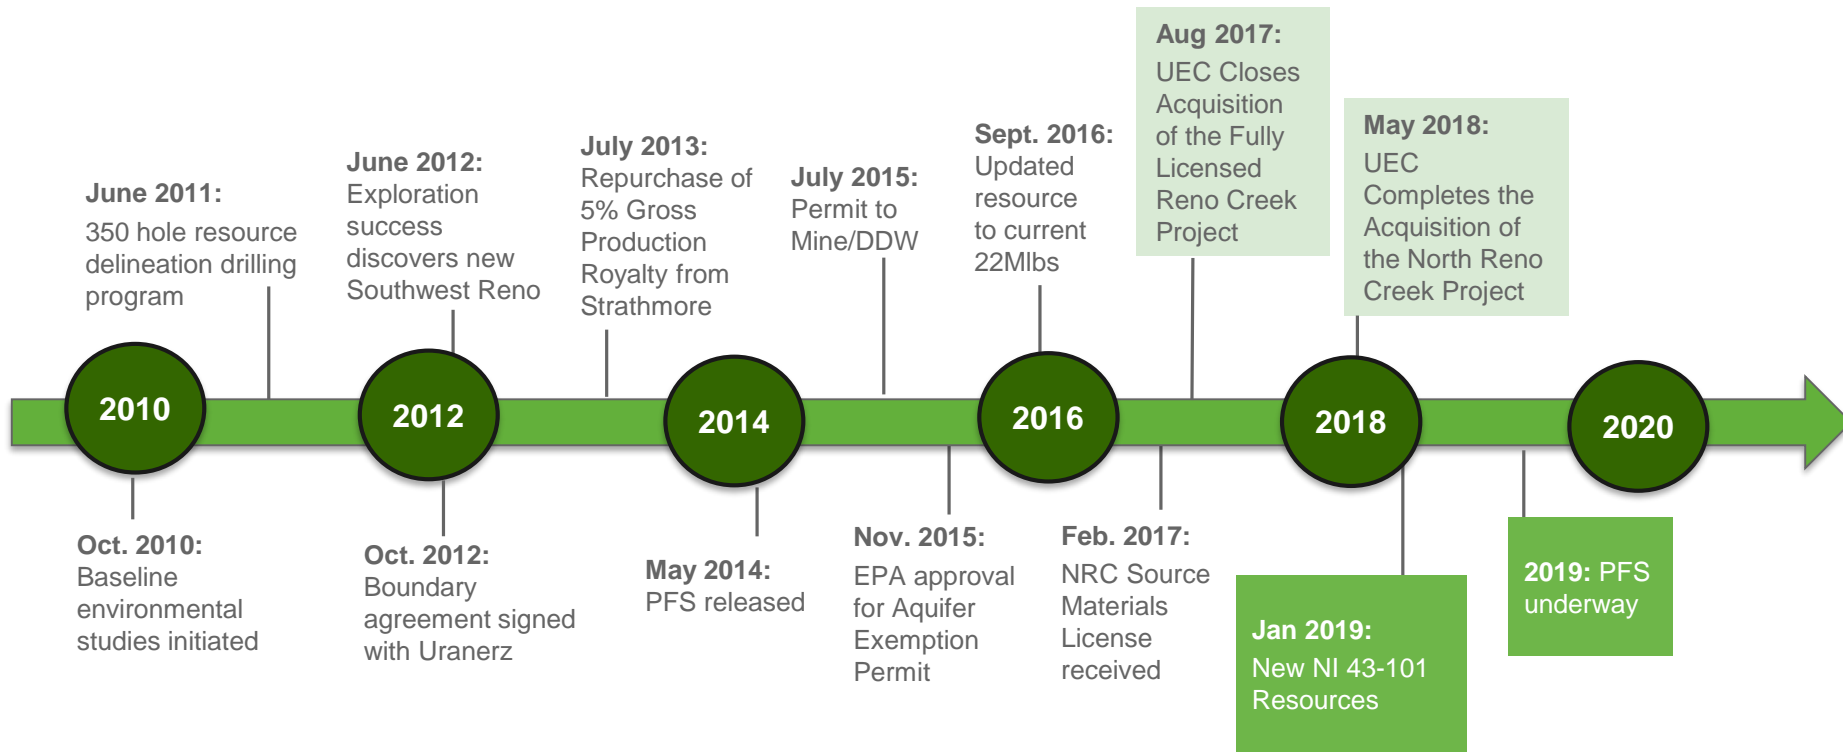 June 2011:
350 hole resource
delineation drilling
program
June 2012:
Exploration
success
discovers new
Southwest Reno
July 2013:
Repurchase of
5% Gross
Production
Royalty from
Strathmore
July 2015:
Permit to
Mine/DDW
Sept. 2016:
Updated
resource
to current
22Mlbs
Aug 2017:
UEC Closes
Acquisition
of the Fully
Licensed
Reno Creek
Project
May 2018:
UEC
Completes the
Acquisition of
the North Reno
Creek Project
2010
2012
2014
2016
2018
2020
Oct. 2010:
Baseline
environmental
studies initiated
Oct. 2012:
Boundary
agreement signed
with Uranerz
May 2014:
PFS released
Nov. 2015:
EPA approval
for Aquifer
Exemption
Permit
Feb. 2017:
NRC Source
Materials
License
received
Jan 2019:
New NI 43-101
Resources
2019: PFS
underway